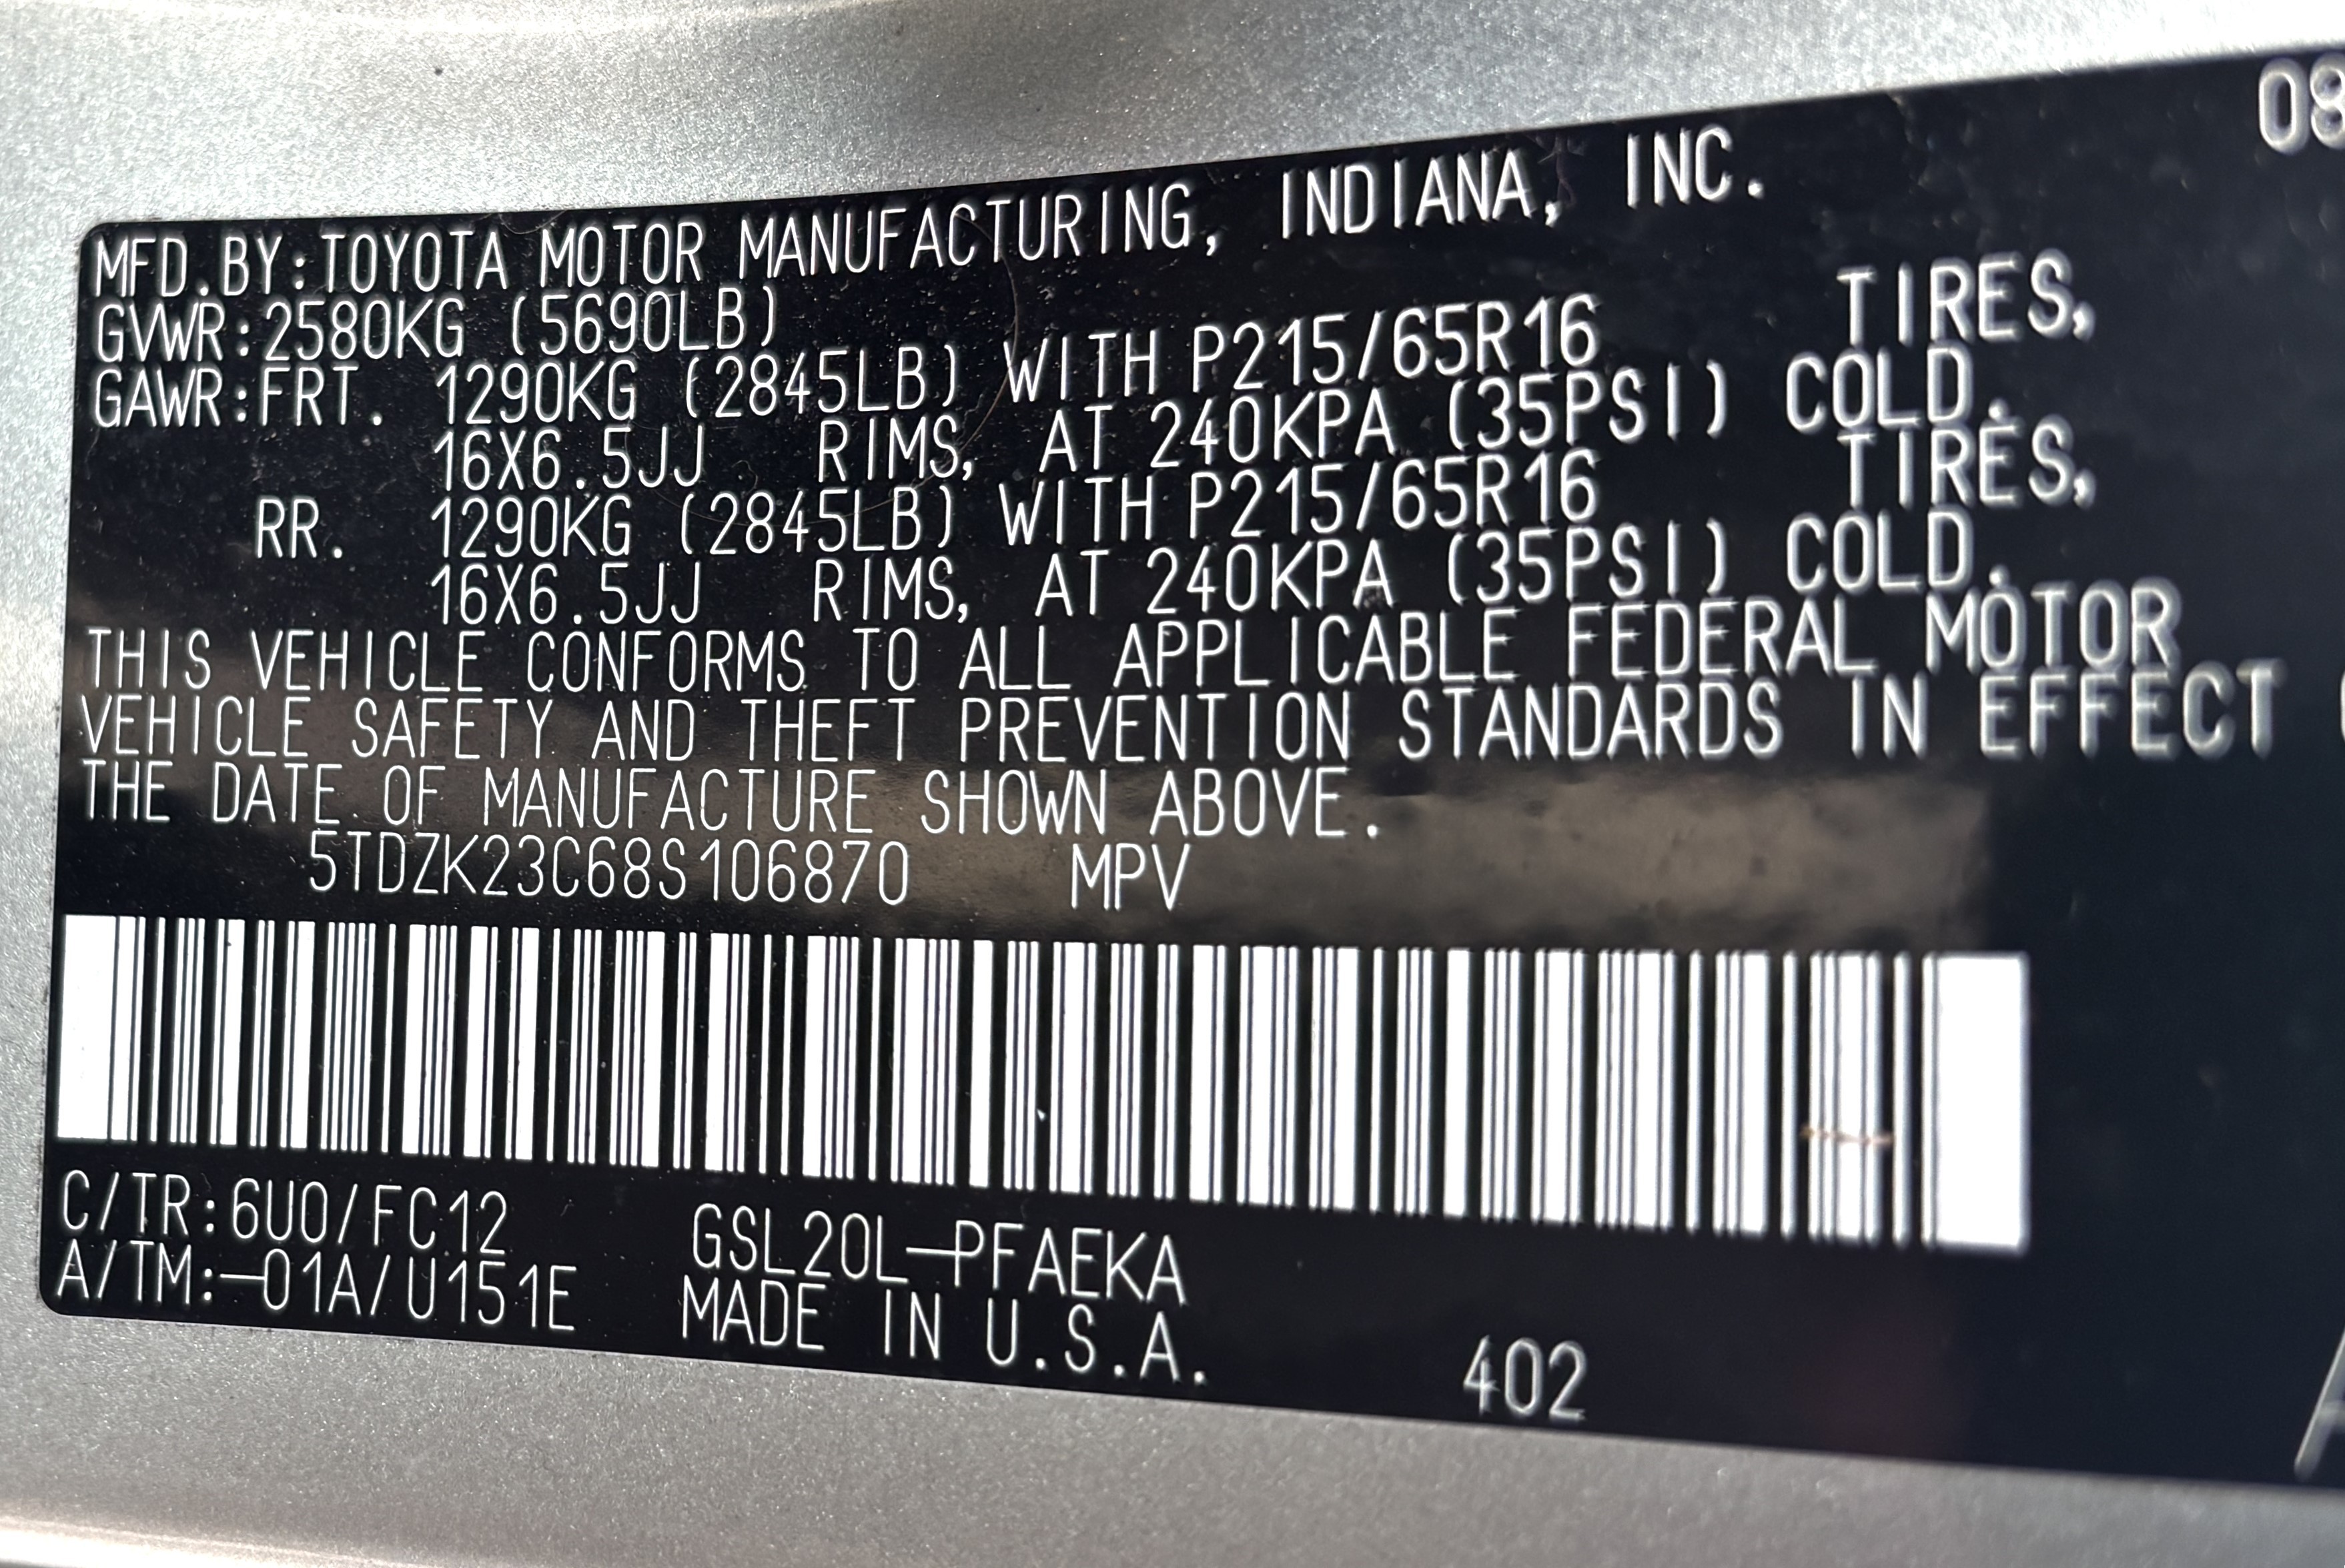 08
MFD.BY:TOYOTA MOTOR MANUFACTURING, INDIANA, INC.
GVWR:2580KG (5690LB)
GAWR:FRT. 1290KG (2845LB) WITH P215/65R16 TIRES,
16X6.5JJ RIMS, AT 240KPA (35PSI) COLD.
RR. 1290KG (2845LB) WITH P215/65R16 TIRES,
16X6.5JJ RIMS, AT 240KPA (35PSI) COLD.
THIS VEHICLE CONFORMS TO ALL APPLICABLE FEDERAL MOTOR
VEHICLE SAFETY AND THEFT PREVENTION STANDARDS IN EFFECT
THE DATE OF MANUFACTURE SHOWN ABOVE.
5TDZK23C68S106870 MPV
C/TR:6U0/FC12 GSL20L-PFAEKA
A/TM:-01A/U151E MADE IN U.S.A.
402